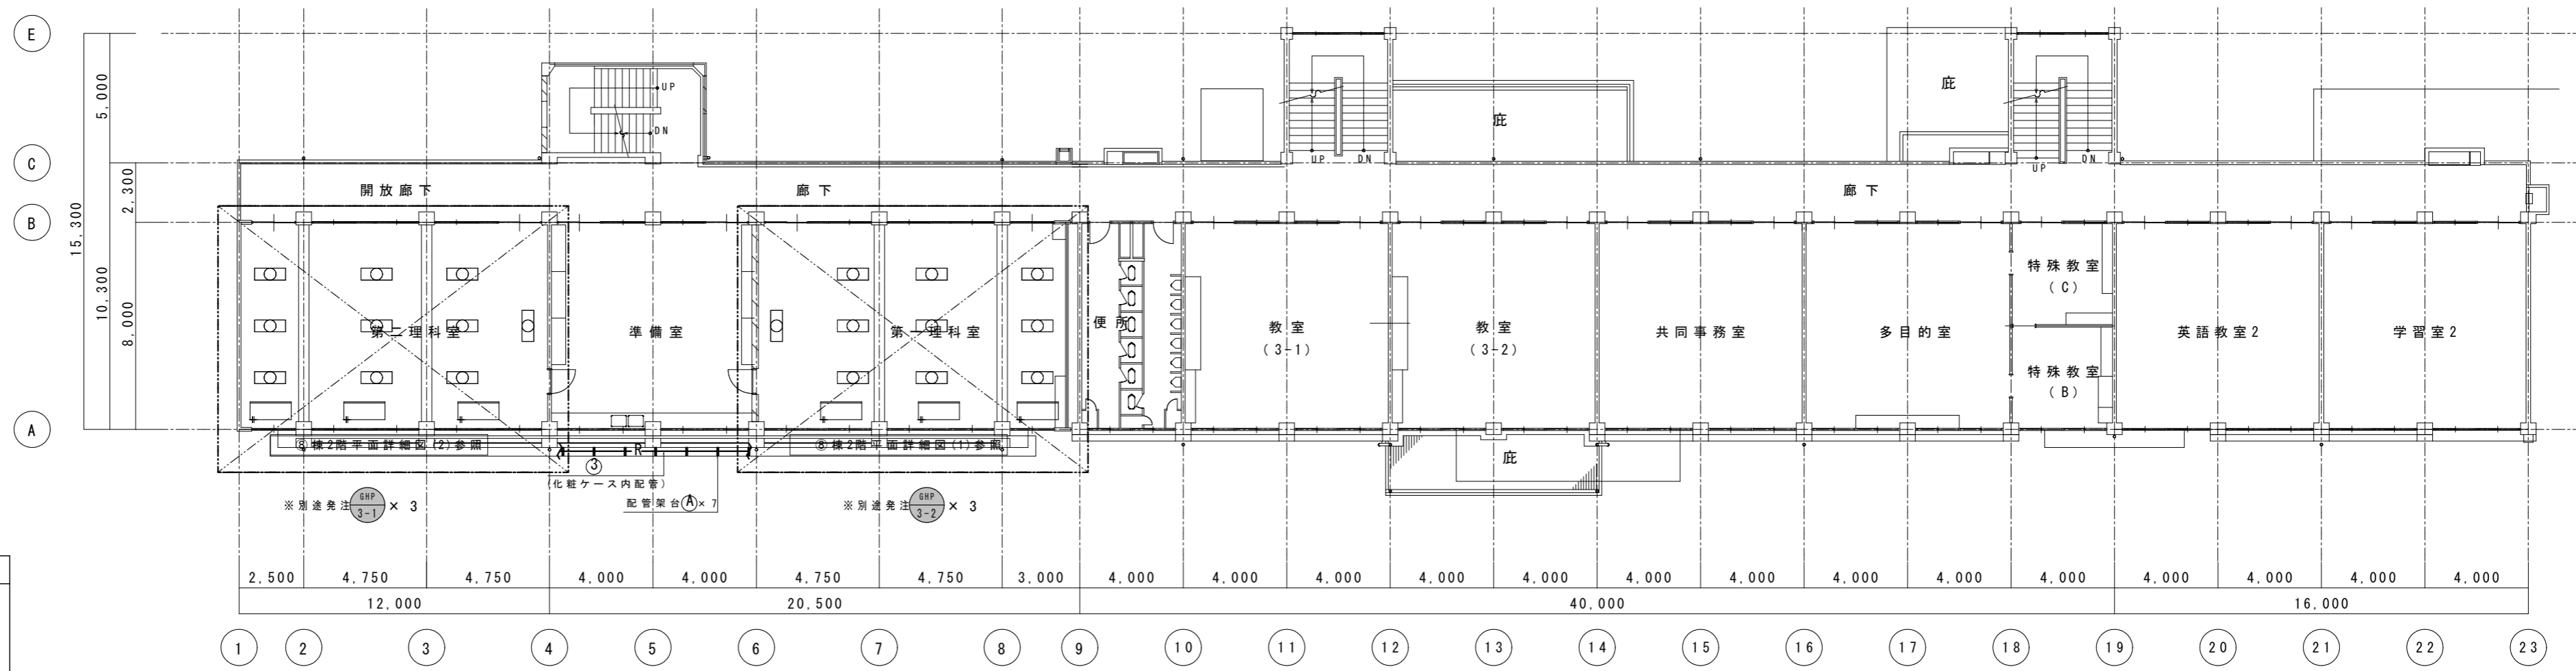 E
5,000
UP
DN
庇
庇
UP
DN
UP
DN
C
2,300
開放廊下
廊下
廊下
B
15,300
10,300
8,000
第二理科室
準備室
第一理科室
便所
教室
(3-1)
教室
(3-2)
共同事務室
多目的室
特殊教室
(C)
特殊教室
(B)
英語教室2
学習室2
A
⑧棟2階平面詳細図(2)参照
R
⑧棟2階平面詳細図(1)参照
庇
3
(化粧ケース内配管)
配管架台Ⓐ×7
※別途発注 GHP 3-1 × 3
※別途発注 GHP 3-2 × 3
2,500 4,750 4,750 4,000 4,000 4,750 4,750 3,000 4,000 4,000 4,000 4,000 4,000 4,000 4,000 4,000 4,000 4,000 4,000 4,000 4,000 4,000
12,000 20,500 40,000 16,000
1 2 3 4 5 6 7 8 9 10 11 12 13 14 15 16 17 18 19 20 21 22 23